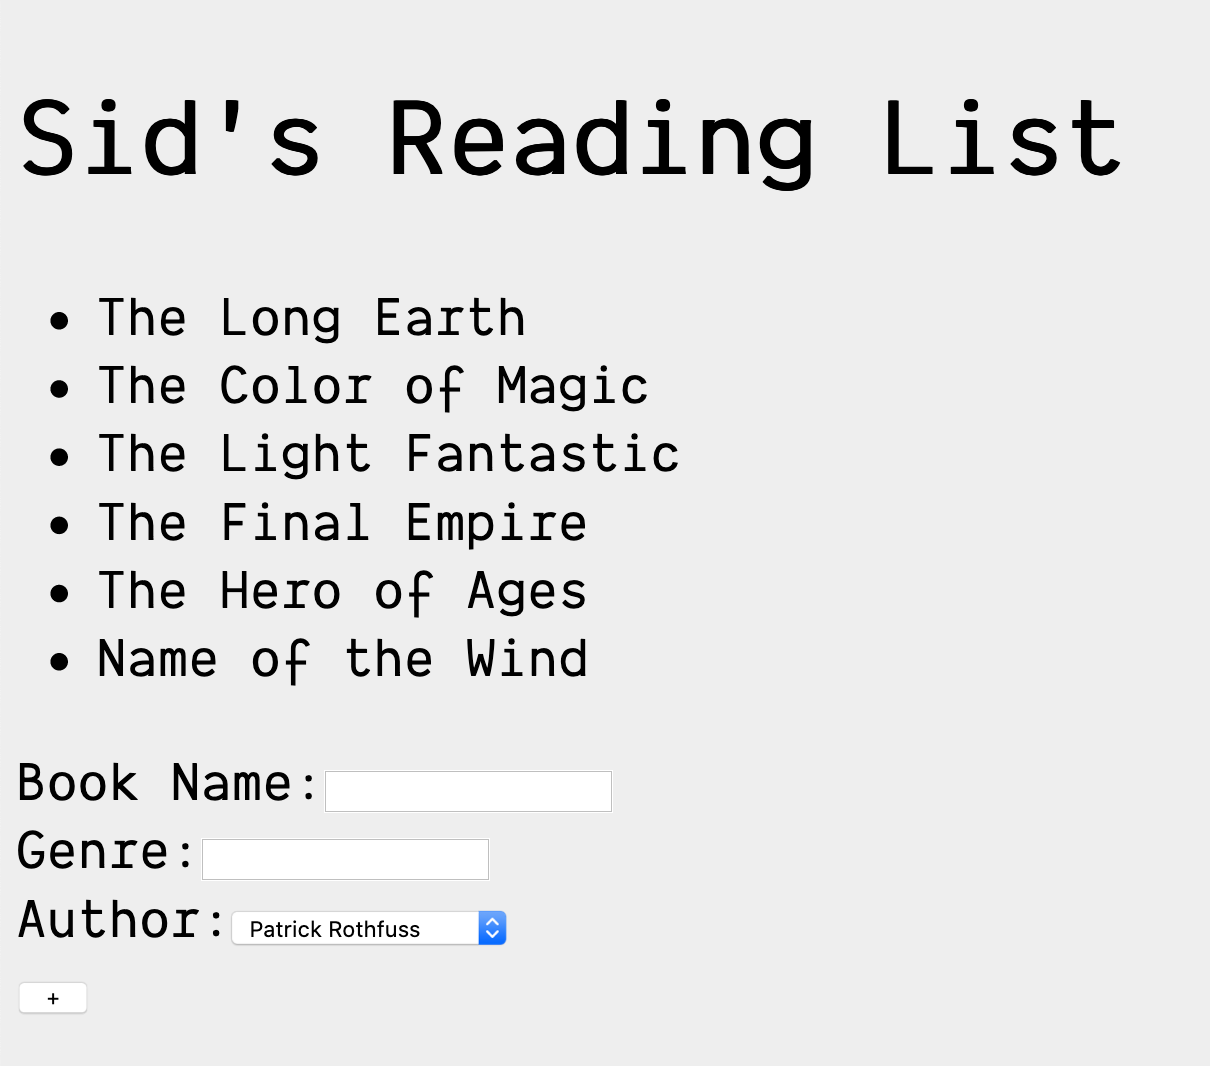 Sid's Reading List
• The Long Earth
• The Color of Magic
• The Light Fantastic
• The Final Empire
• The Hero of Ages
• Name of the Wind
Book Name:
Genre:
Author: Patrick Rothfuss
+